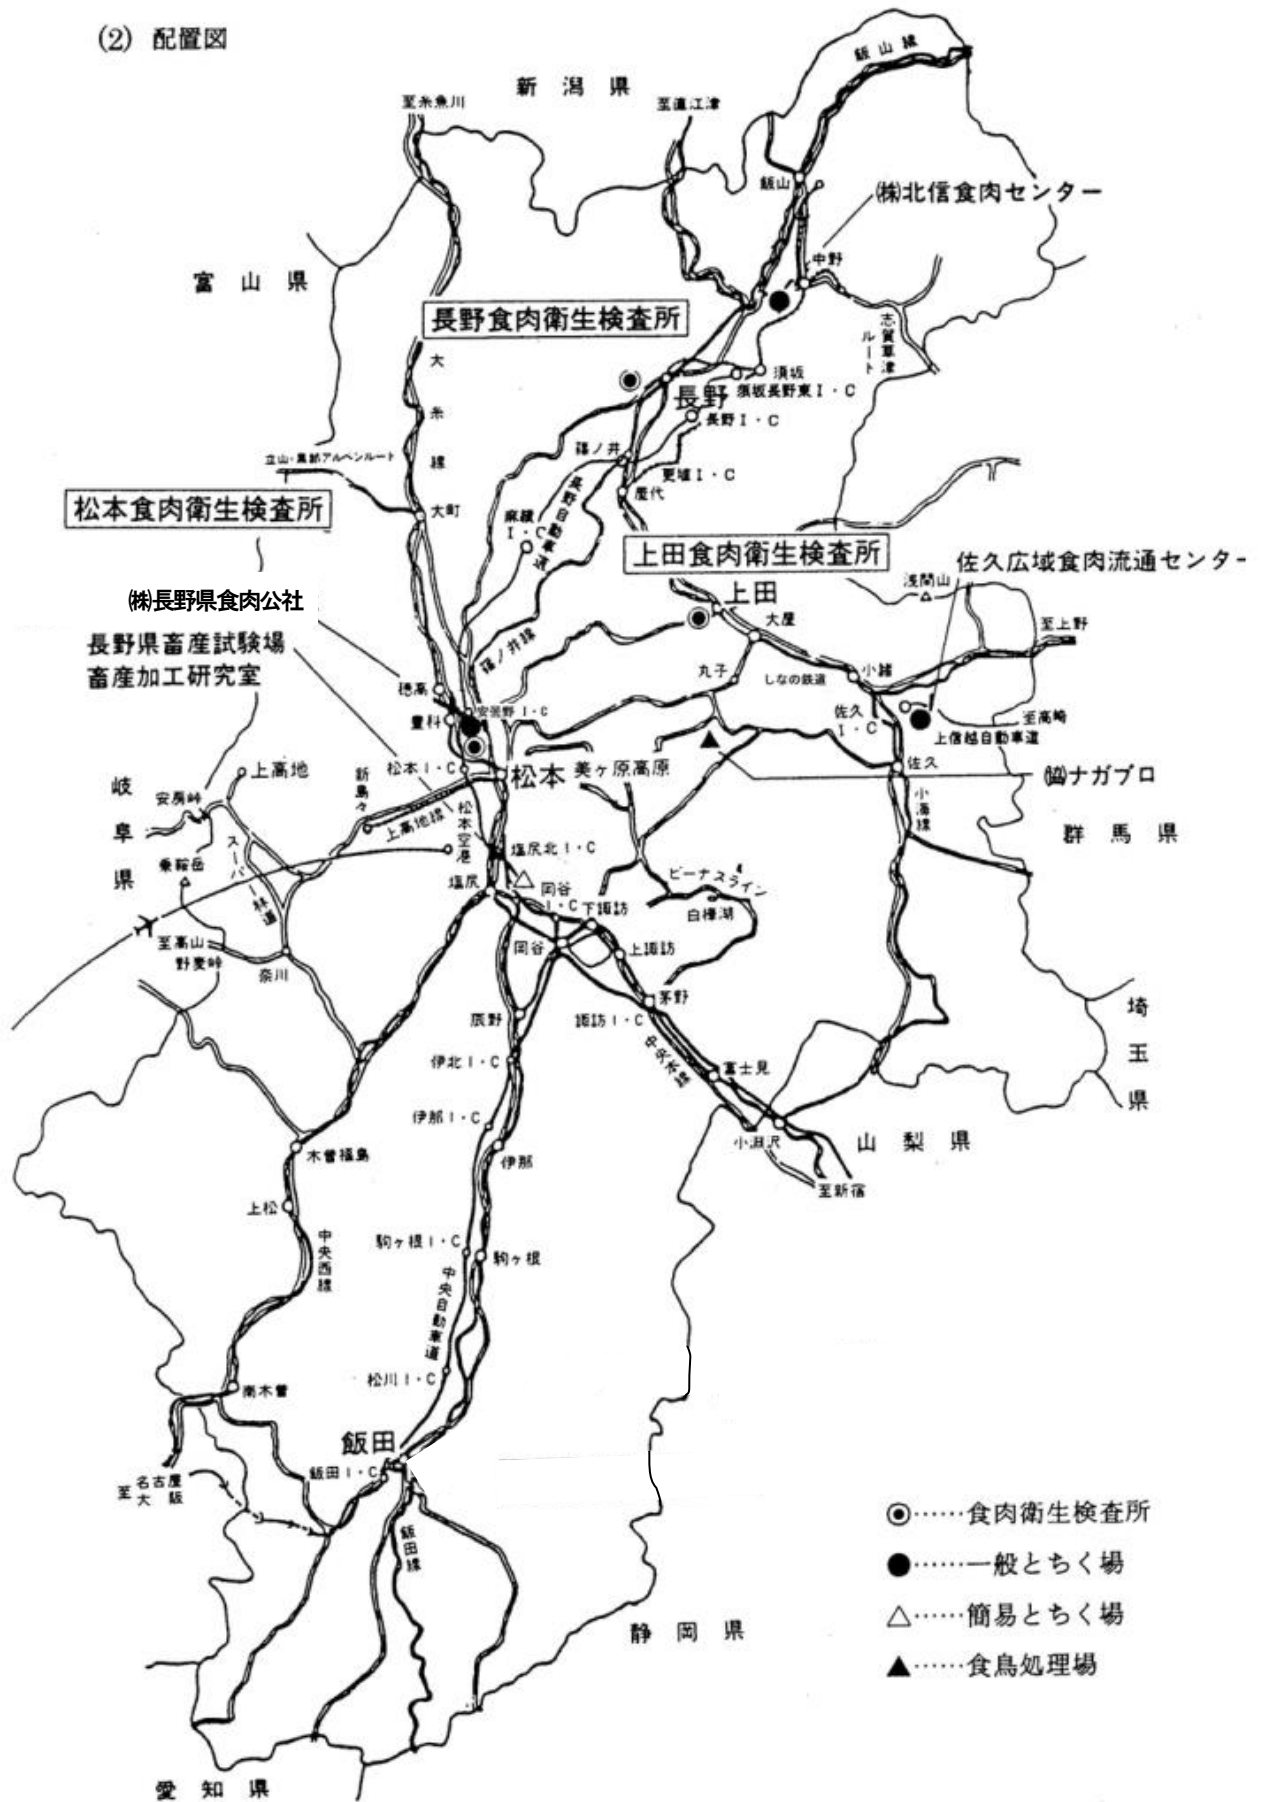 (2) 配置図
新潟県
至糸魚川
至直江津
飯山線
飯山
㈱北信食肉センター
中野
富山県
長野食肉衛生検査所
志賀草津
ルート
大糸線
須坂
長野
須坂長野東I・C
長野I・C
篠ノ井
立山・黒部アルペンルート
更埴I・C
屋代
長野自動車道
松本食肉衛生検査所
大町
麻績
I・C
上田食肉衛生検査所
佐久広域食肉流通センター
浅間山
上田
㈱長野県食肉公社
大屋
至上野
長野県畜産試験場
畜産加工研究室
篠ノ井線
丸子
しなの鉄道
小諸
穂高
安曇野I・C
豊科
佐久
I・C
至高崎
上信越自動車道
上高地
新島々
松本I・C
松本
美ヶ原高原
佐久
㈿ナガブロ
岐阜県
安房峠
上高地線
松本空港
小海線
群馬県
スーパー林道
塩尻北I・C
乗鞍岳
塩尻
岡谷
I・C
下諏訪
ビーナスライン
白樺湖
至高山
野麦峠
岡谷
上諏訪
奈川
茅野
辰野
諏訪I・C
埼玉県
中央本線
伊北I・C
富士見
伊那I・C
小淵沢
山梨県
木曽福島
伊那
至新宿
上松
中央西線
駒ヶ根I・C
駒ヶ根
中央自動車道
松川I・C
南木曽
飯田
飯田I・C
至名古屋
大阪
飯田線
◉……食肉衛生検査所
●……一般とちく場
△……簡易とちく場
▲……食鳥処理場
静岡県
愛知県